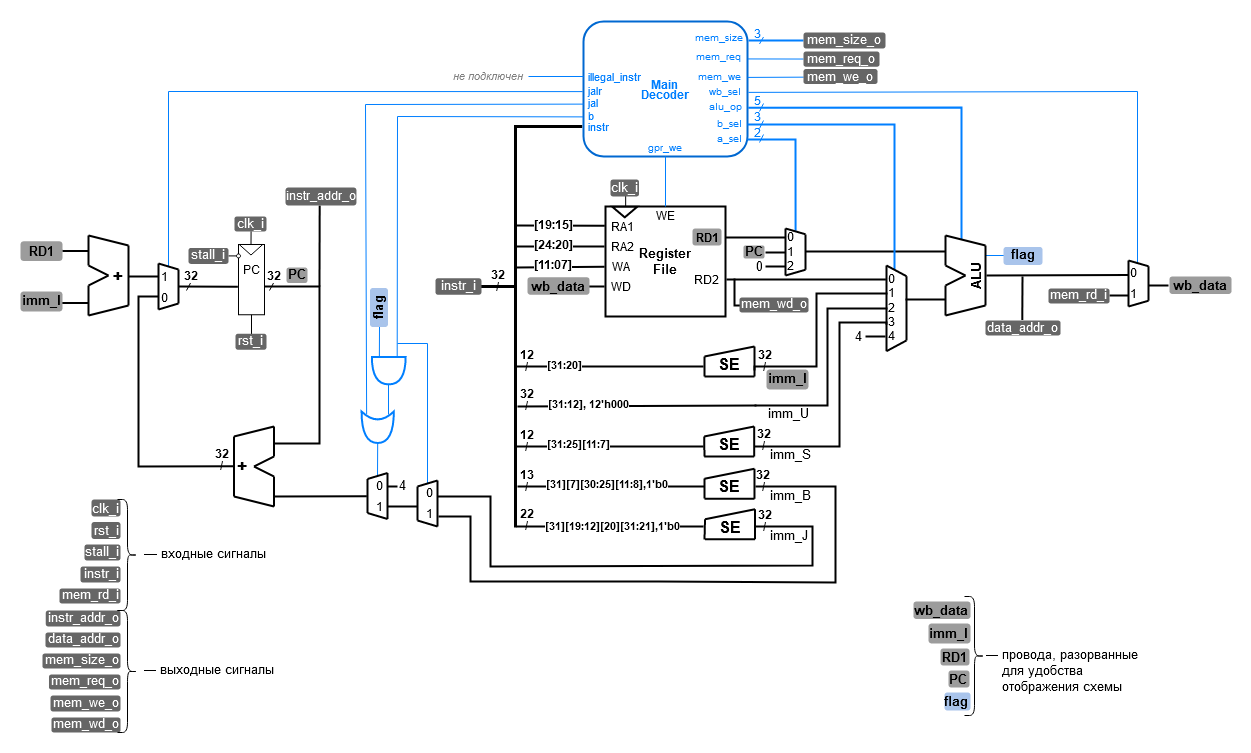 mem_size
3
mem_size_o
mem_req
mem_req_o
mem_we
mem_we_o
не подключен
illegal_instr
Main
Decoder
wb_sel
jalr
jal
b
instr
alu_op
5
b_sel
3
a_sel
2
gpr_we
clk_i
WE
instr_addr_o
clk_i
stall_i
PC
32
32
PC
rst_i
RD1
imm_I
+
1
0
[19:15]
RA1
[24:20]
RA2
[11:07]
WA
wb_data
WD
Register
File
RD2
instr_i
32
RD1
PC
0
0
1
2
mem_wd_o
0
1
2
3
4
4
ALU
flag
data_addr_o
mem_rd_i
0
1
wb_data
flag
12
[31:20]
SE
32
imm_I
32
[31:12], 12'h000
imm_U
12
[31:25][11:7]
SE
32
imm_S
13
[31][7][30:25][11:8],1'b0
SE
32
imm_B
22
[31][19:12][20][31:21],1'b0
SE
32
imm_J
32
+
0
1
4
0
1
clk_i
rst_i
stall_i
instr_i
mem_rd_i
входные сигналы
instr_addr_o
data_addr_o
mem_size_o
mem_req_o
mem_we_o
mem_wd_o
выходные сигналы
wb_data
imm_I
RD1
PC
flag
провода, разорванные
для удобства
отображения схемы